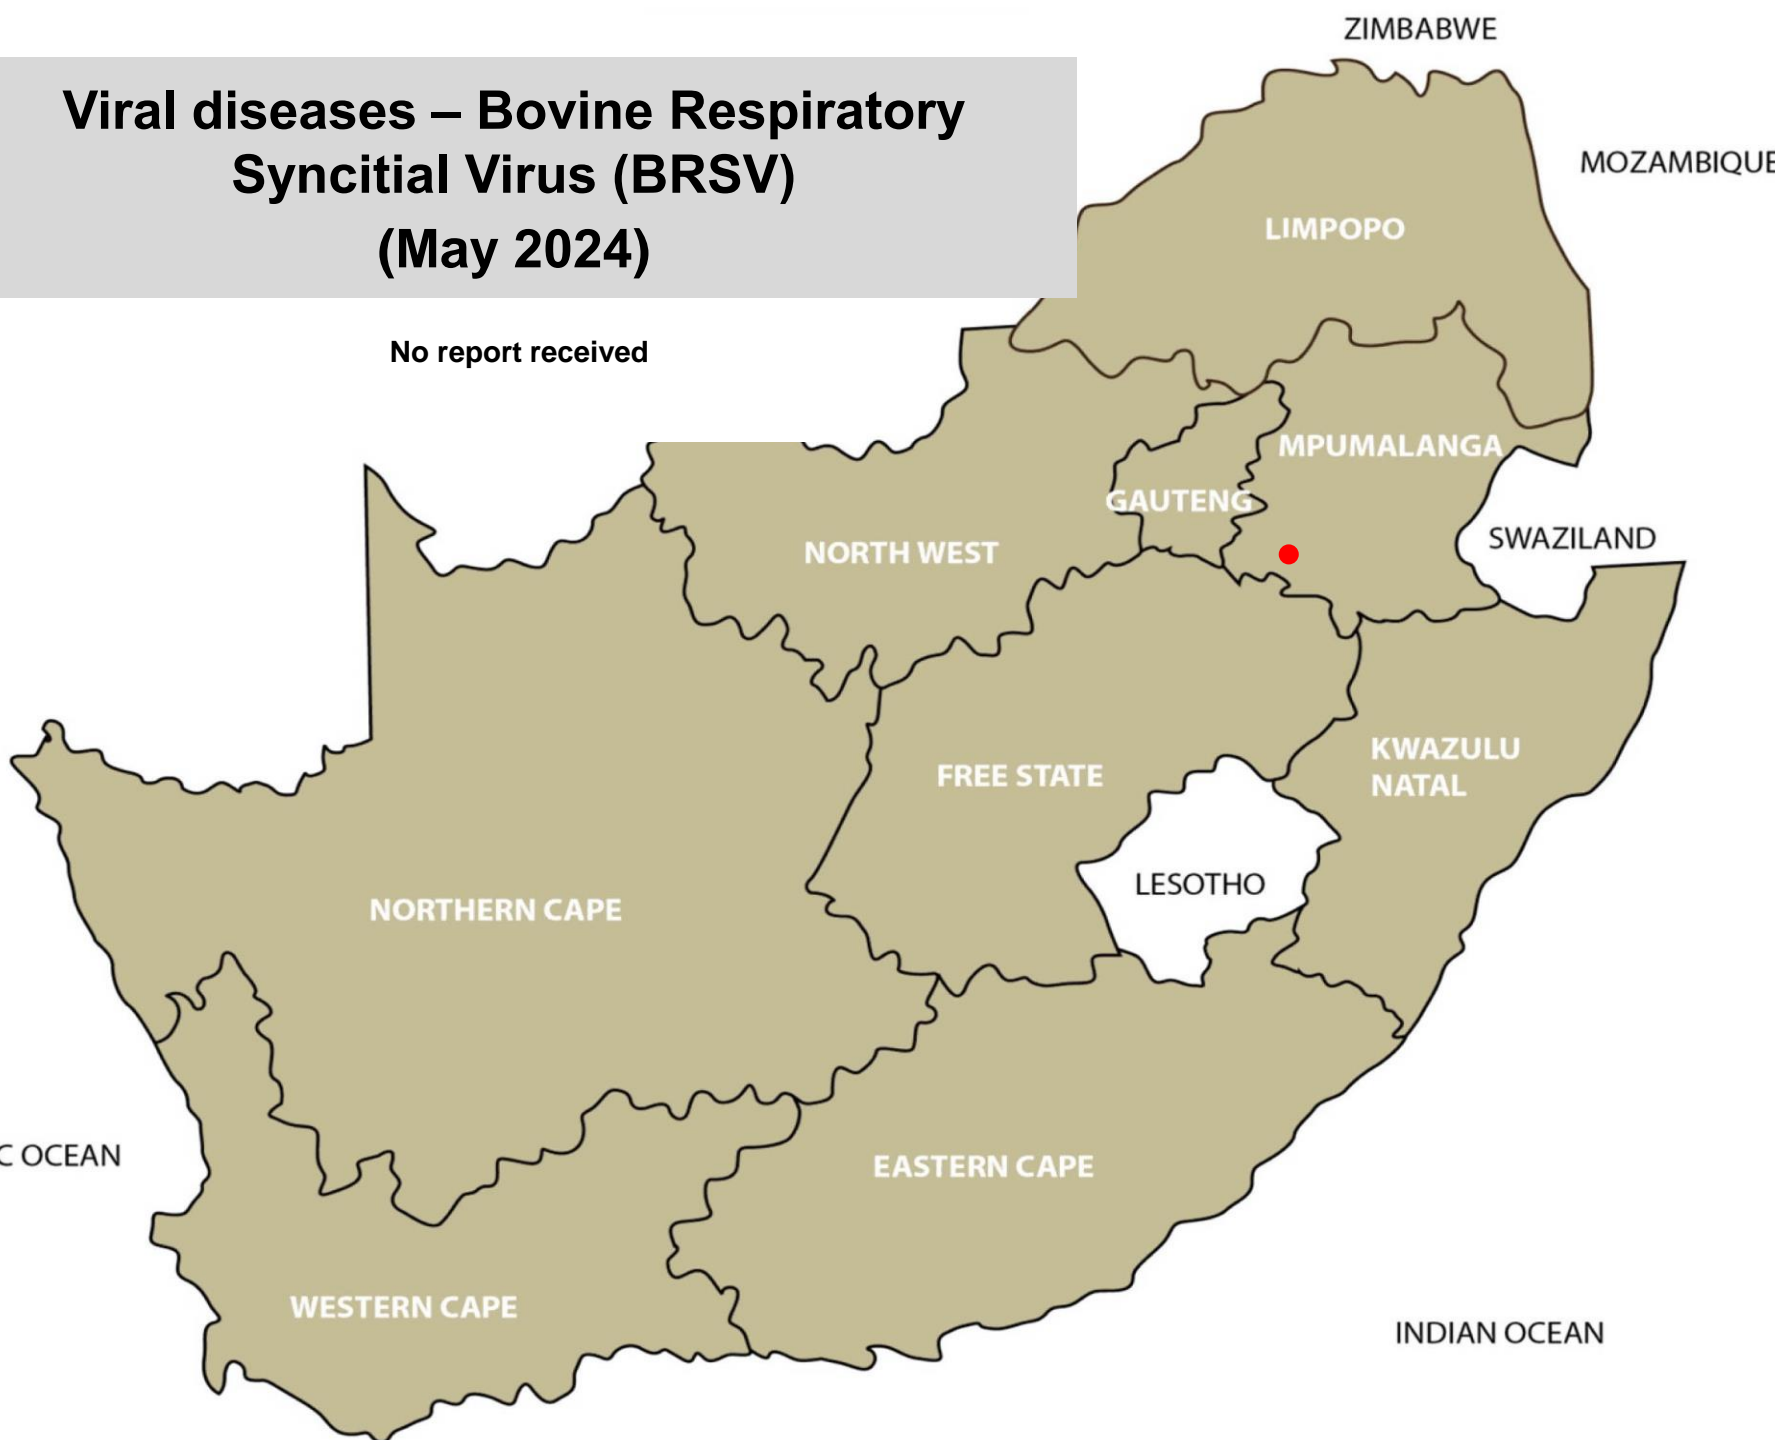 Viral diseases – Bovine Respiratory
Syncitial Virus (BRSV)
(May 2024)
No report received
ZIMBABWE
MOZAMBIQUE
LIMPOPO
MPUMALANGA
GAUTENG
SWAZILAND
NORTH WEST
KWAZULU
NATAL
FREE STATE
LESOTHO
NORTHERN CAPE
C OCEAN
EASTERN CAPE
WESTERN CAPE
INDIAN OCEAN